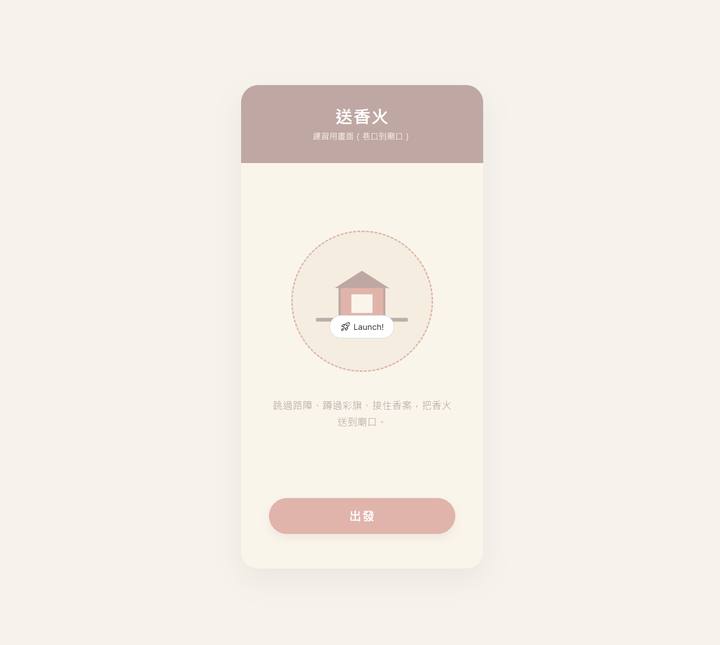 送香火
練習用畫面（巷口到廟口）
Launch!
跳過路障、蹲過彩旗、接住香案，把香火
送到廟口。
出發